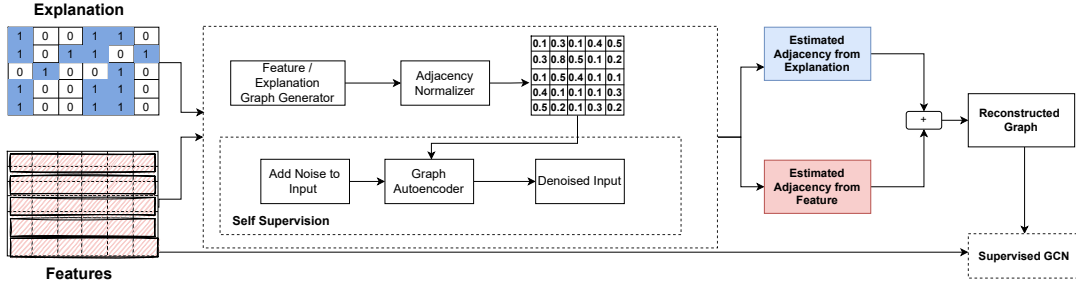 Explanation
1 0 0 1 1 0
1 0 1 1 0 1
0 1 0 0 1 0
1 0 0 1 1 0
1 0 0 1 1 0
Features
Feature /
Explanation
Graph Generator
Adjacency
Normalizer
0.1 0.3 0.1 0.4 0.5
0.3 0.8 0.5 0.1 0.2
0.1 0.5 0.4 0.1 0.1
0.4 0.1 0.1 0.1 0.3
0.5 0.2 0.1 0.3 0.2
Add Noise to
Input
Graph
Autoencoder
Denoised Input
Self Supervision
Estimated
Adjacency from
Explanation
Estimated
Adjacency from
Feature
+
Reconstructed
Graph
Supervised GCN